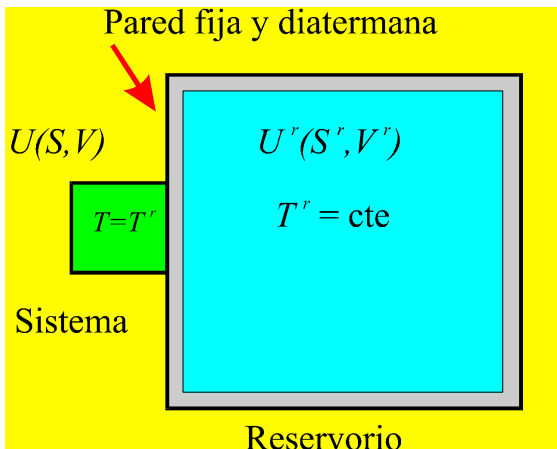 Pared fija y diatermana
U(S,V)
U^r(S^r,V^r)
T=T^r
T^r = cte
Sistema
Reservorio